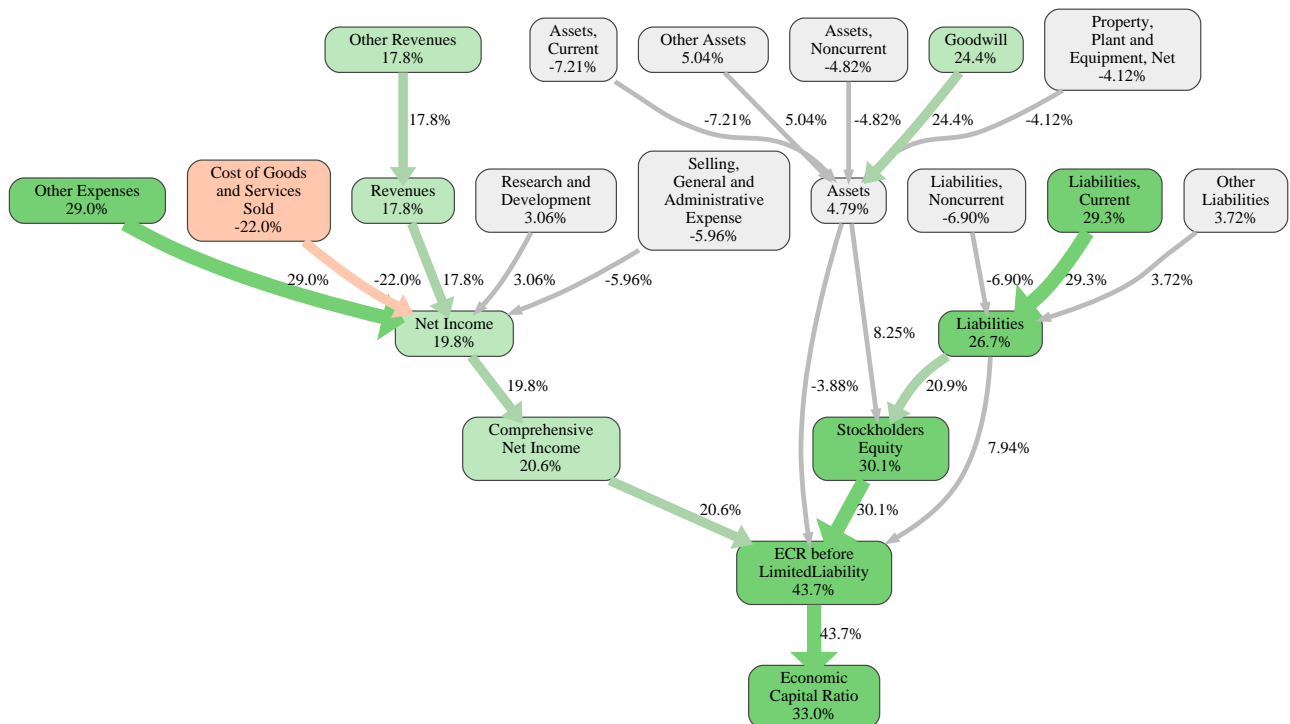 Other Revenues
17.8%
Assets,
Current
-7.21%
Other Assets
5.04%
Assets,
Noncurrent
-4.82%
Goodwill
24.4%
Property,
Plant and
Equipment, Net
-4.12%
17.8%
-7.21%
5.04%
-4.82%
24.4%
-4.12%
Other Expenses
29.0%
Cost of Goods
and Services
Sold
-22.0%
Revenues
17.8%
Research and
Development
3.06%
Selling,
General and
Administrative
Expense
-5.96%
Assets
4.79%
Liabilities,
Noncurrent
-6.90%
Liabilities,
Current
29.3%
Other
Liabilities
3.72%
29.0%
-22.0%
17.8%
3.06%
-5.96%
-6.90%
29.3%
3.72%
Net Income
19.8%
8.25%
Liabilities
26.7%
19.8%
-3.88%
20.9%
Comprehensive
Net Income
20.6%
Stockholders
Equity
30.1%
7.94%
20.6%
30.1%
ECR before
LimitedLiability
43.7%
43.7%
Economic
Capital Ratio
33.0%